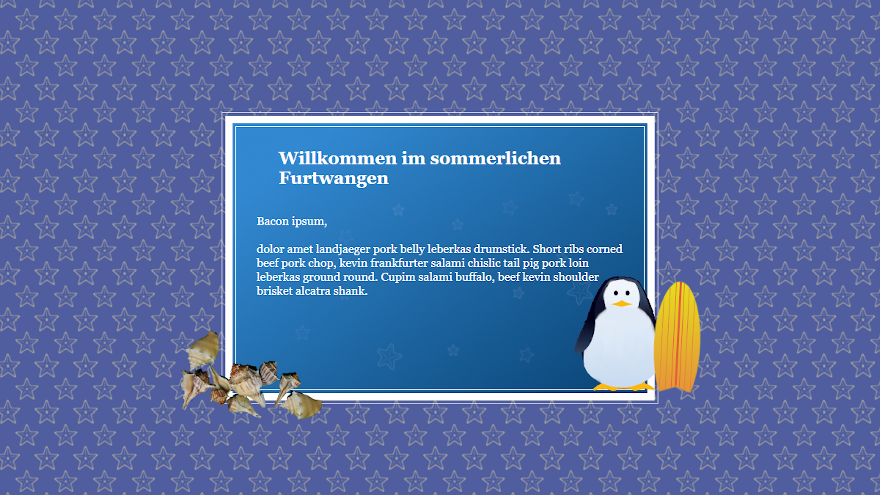 Willkommen im sommerlichen
Furtwangen
Bacon ipsum,
dolor amet landjaeger pork belly leberkas drumstick. Short ribs corned
beef pork chop, kevin frankfurter salami chislic tail pig pork loin
leberkas ground round. Cupim salami buffalo, beef kevin shoulder
brisket alcatra shank.